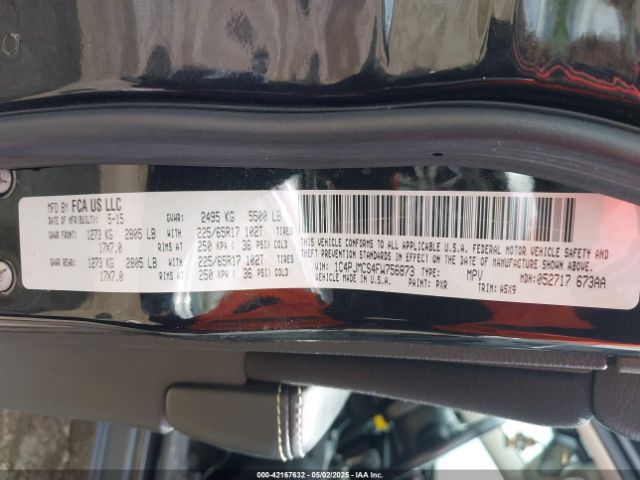 MFD BY FCA US LLC
DATE OF MFR(BUILT): 5-15 GVWR: 2495 KG 5500 LB
GAWR FRONT: 1273 KG 2805 LB WITH 225/65R17 102T TIRES
17X7.0 RIMS AT 250 KPA ( 36 PSI) COLD
GAWR REAR: 1273 KG 2805 LB WITH 225/65R17 102T TIRES
17X7.0 RIMS AT 250 KPA ( 36 PSI) COLD
THIS VEHICLE CONFORMS TO ALL APPLICABLE U.S.A. FEDERAL MOTOR VEHICLE SAFETY AND
THEFT PREVENTION STANDARDS IN EFFECT ON THE DATE OF MANUFACTURE SHOWN ABOVE.
VIN: 1C4PJMCS4FW756873 TYPE: MPV MDH: 052717 673AA
VEHICLE MADE IN U.S.A. PAINT: PXR TRIM: A5X9
000-42167632 - 05/02/2025 - IAAI - Copart